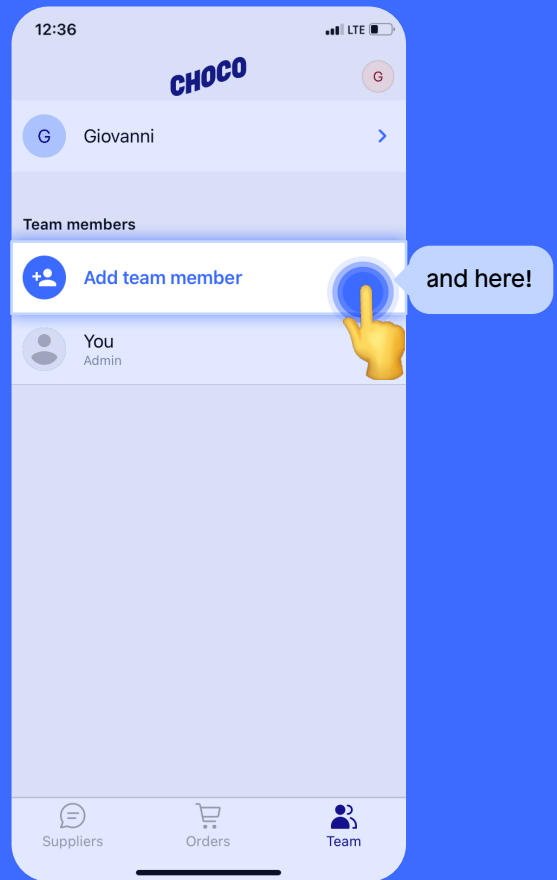 12:36
LTE
CHOCO
G
G
Giovanni
Team members
Add team member
and here!
You
Admin
Suppliers
Orders
Team